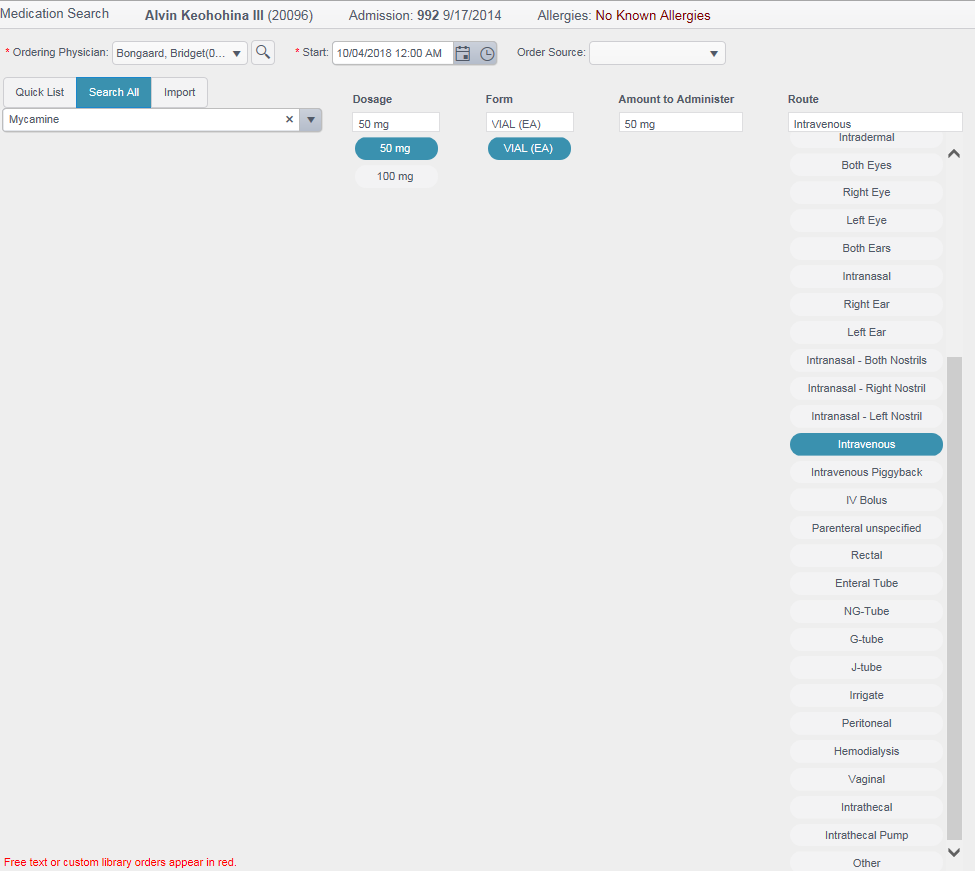 Medication Search Alvin Keohohina III (20096) Admission: 992 9/17/2014 Allergies: No Known Allergies
* Ordering Physician: Bongaard, Bridget(0... * Start: 10/04/2018 12:00 AM Order Source:
Quick List Search All Import
Mycamine
Dosage
50 mg
50 mg
100 mg
Form
VIAL (EA)
VIAL (EA)
Amount to Administer
50 mg
Route
Intravenous
Intradermal
Both Eyes
Right Eye
Left Eye
Both Ears
Intranasal
Right Ear
Left Ear
Intranasal - Both Nostrils
Intranasal - Right Nostril
Intranasal - Left Nostril
Intravenous
Intravenous Piggyback
IV Bolus
Parenteral unspecified
Rectal
Enteral Tube
NG-Tube
G-tube
J-tube
Irrigate
Peritoneal
Hemodialysis
Vaginal
Intrathecal
Intrathecal Pump
Other
Free text or custom library orders appear in red.